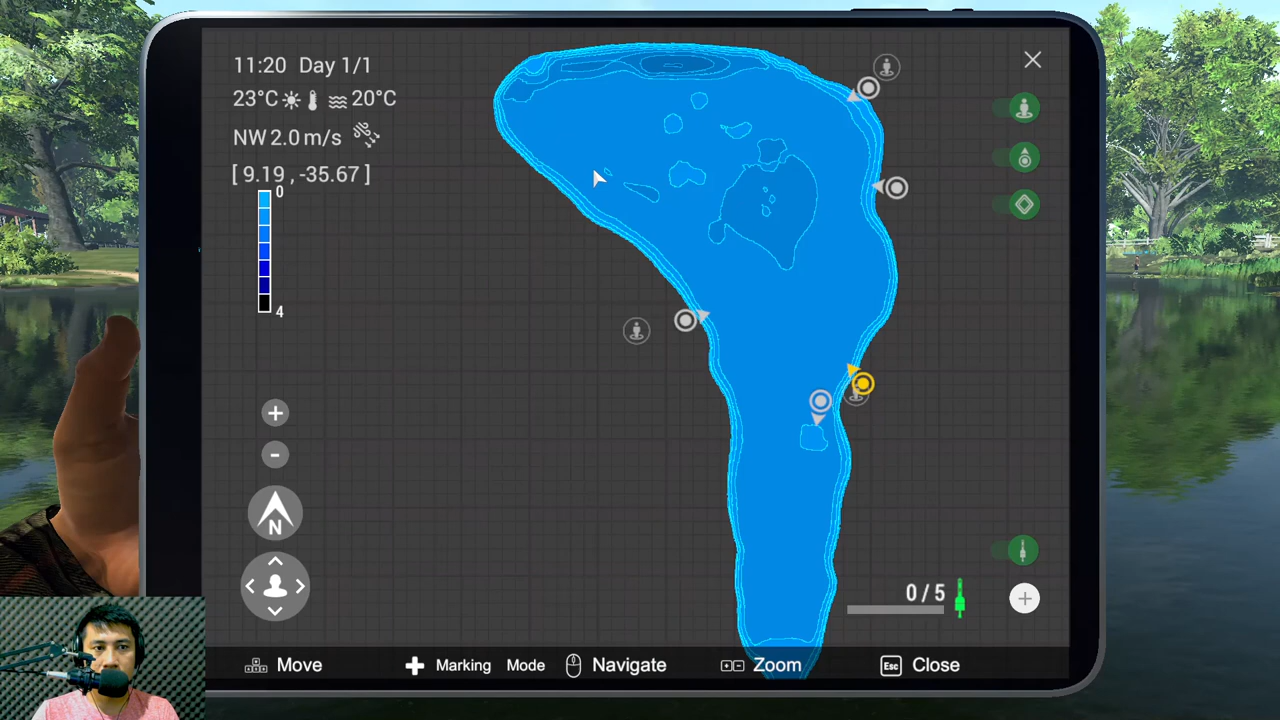 11:20 Day 1/1
23°C 20°C
NW 2.0 m/s
[ 9.19 , -35.67 ]
0
4
+
-
N
0 / 5
Move
Marking Mode
Navigate
Zoom
Esc Close